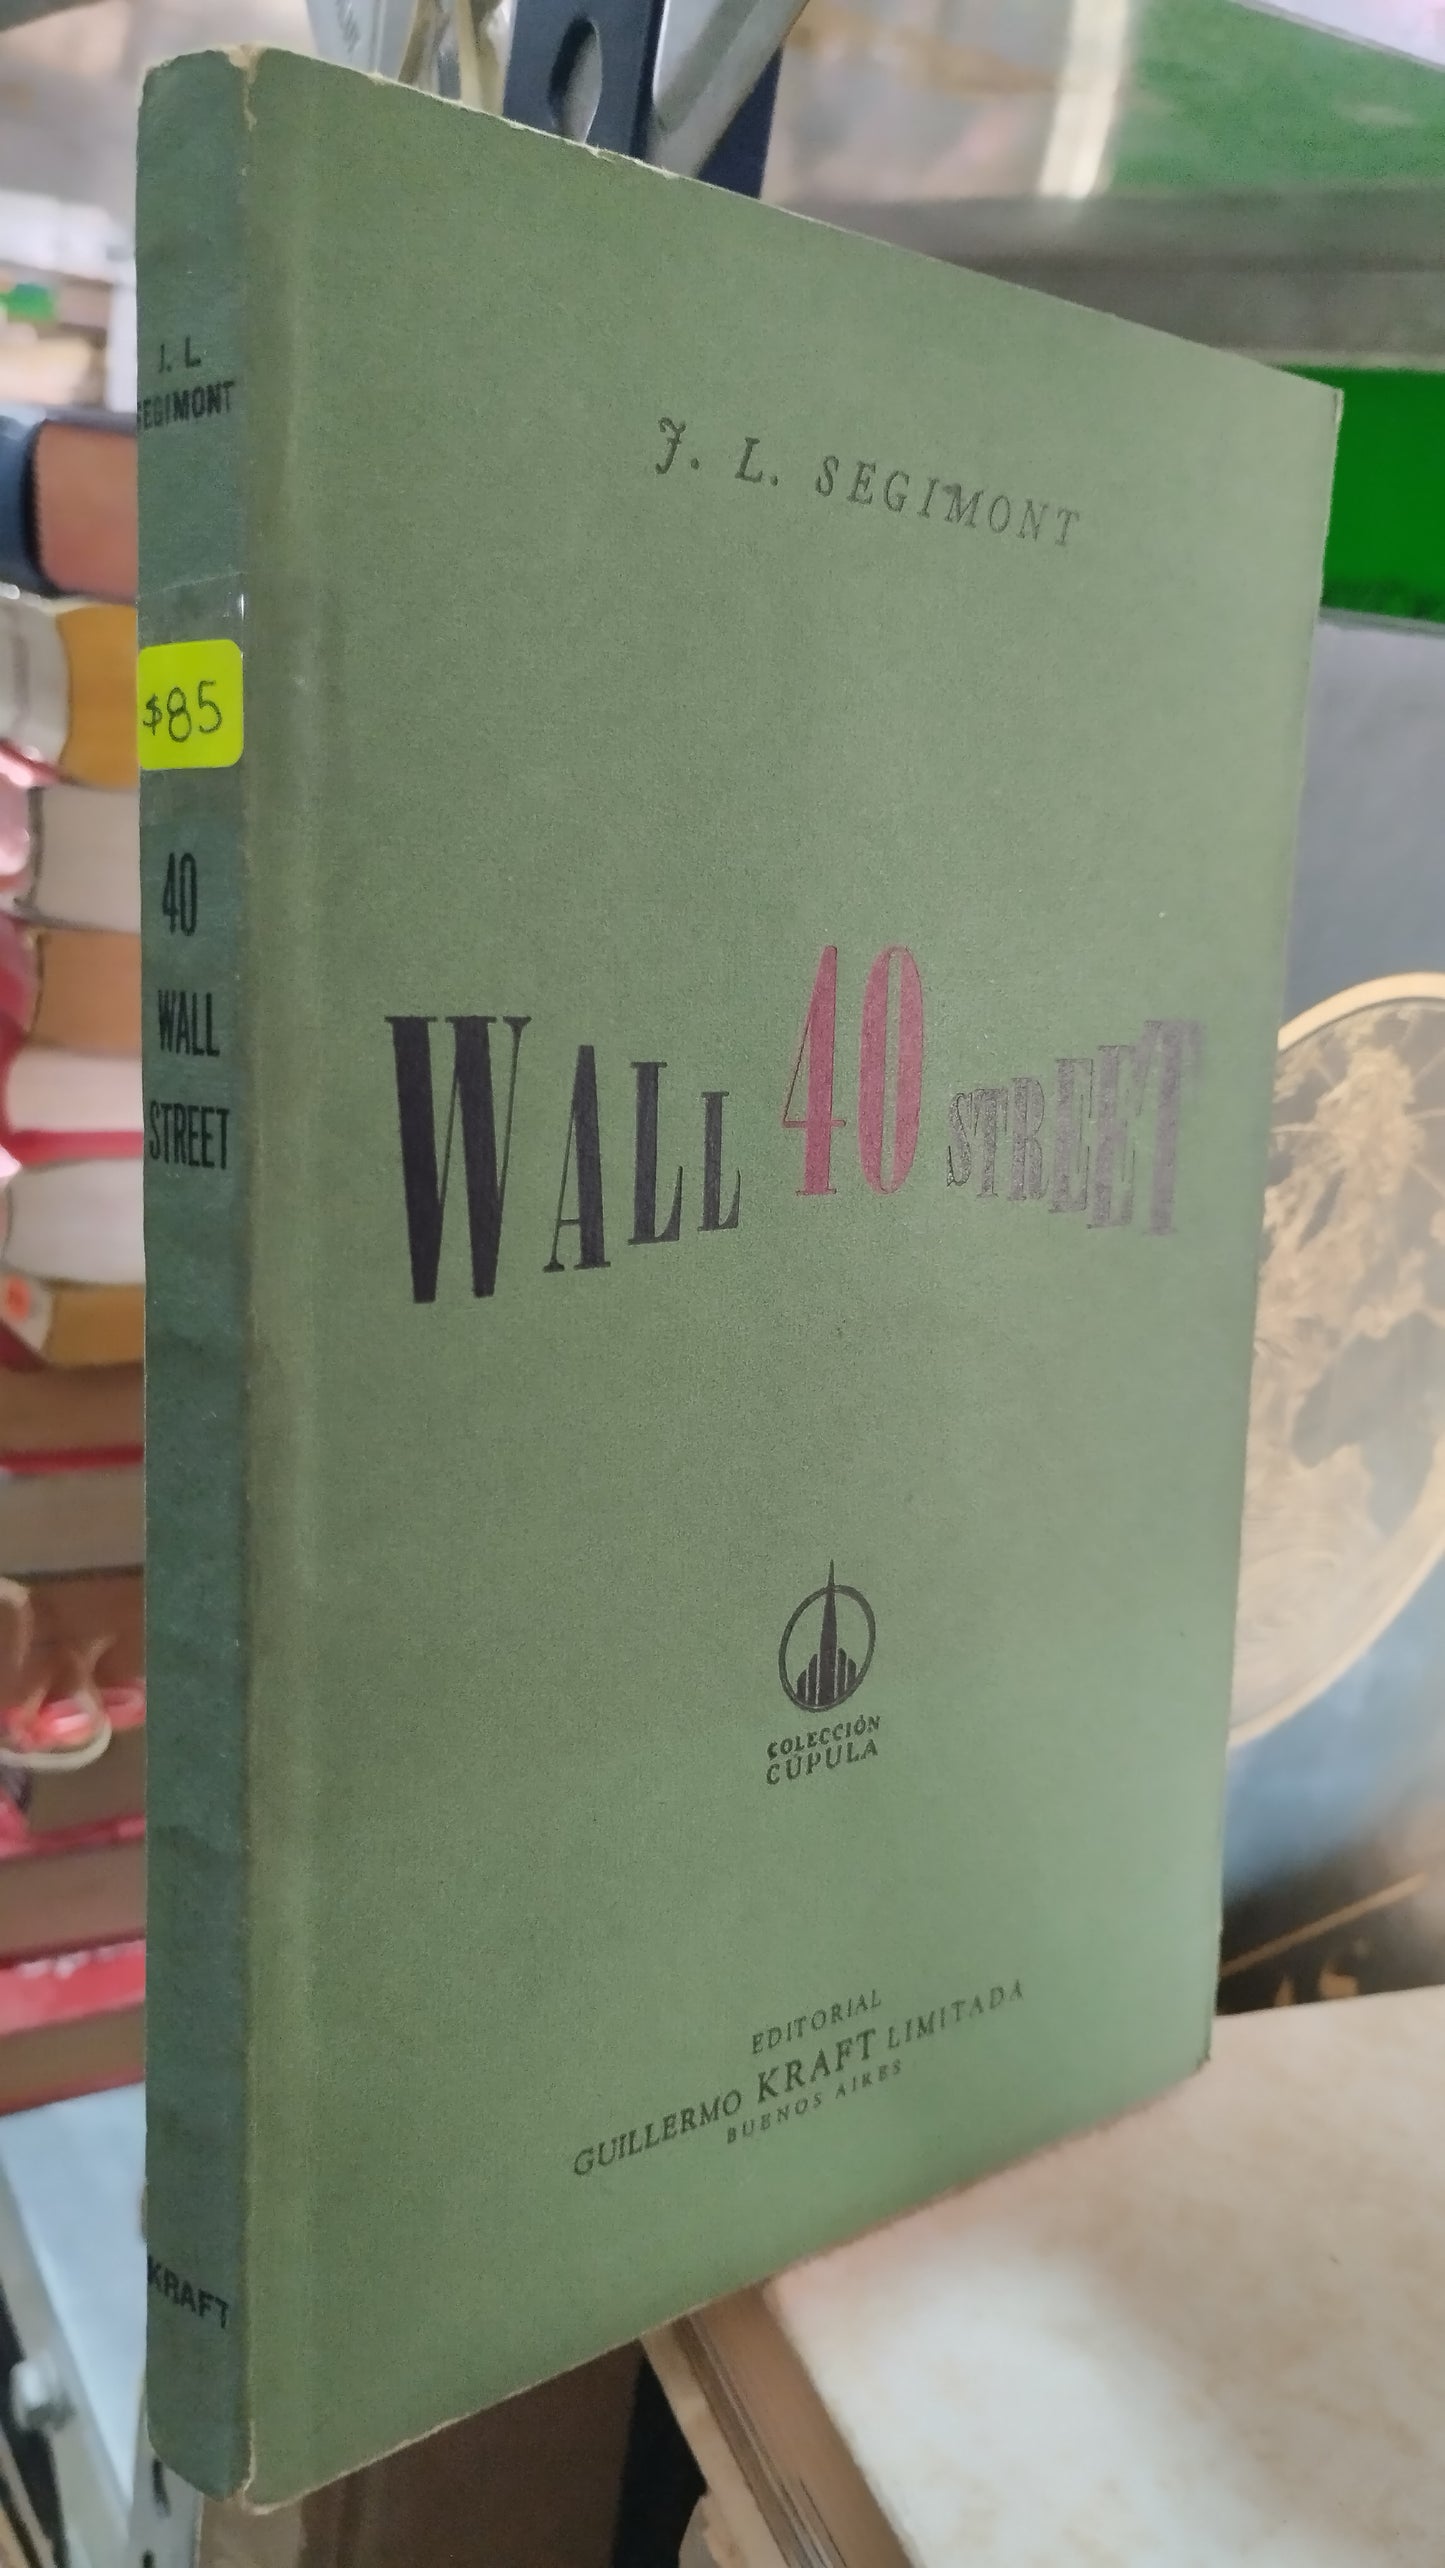 J. L
SEGIMONT
$85
40
WALL
STREET
KRAFT
J. L. SEGIMONT
WALL 40 STREET
COLECCIÓN
CÚPULA
EDITORIAL
GUILLERMO KRAFT LIMITADA
BUENOS AIRES